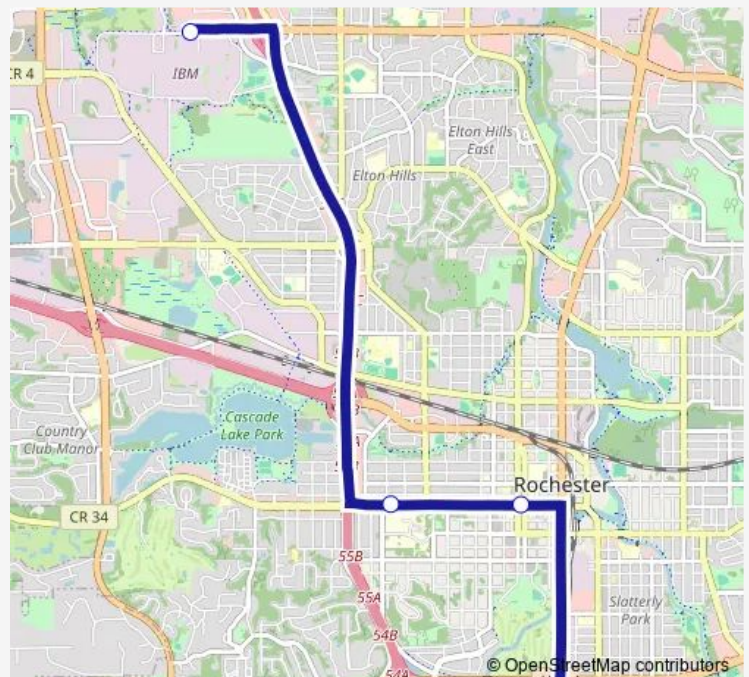 CR 4
IBM
Elton Hills
East
Elton Hills
Cascade
Lake Park
Country
Club Manor
Rochester
CR 34
55B
55A
Slatterly
Park
54B
54A
© OpenStreetMap contributors